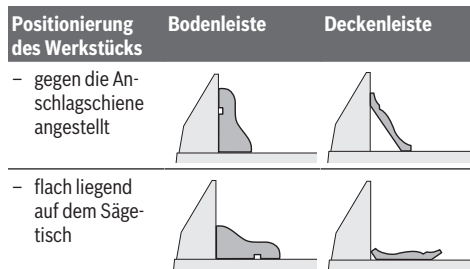 Positionierung des Werkstücks Bodenleiste Deckenleiste
– gegen die An-
schlagschiene
angestellt
– flach liegend
auf dem Säge-
tisch